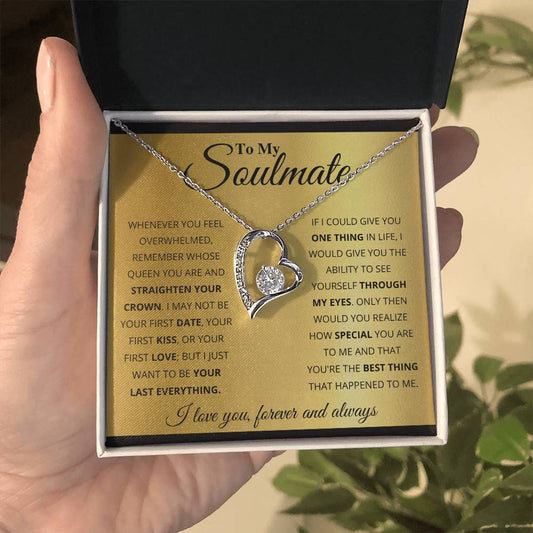 To My
Soulmate
WHENEVER YOU FEEL
OVERWHELMED,
REMEMBER WHOSE
QUEEN YOU ARE AND
STRAIGHTEN YOUR
CROWN. I MAY NOT BE
YOUR FIRST DATE, YOUR
FIRST KISS, OR YOUR
FIRST LOVE; BUT I JUST
WANT TO BE YOUR
LAST EVERYTHING.
IF I COULD GIVE YOU
ONE THING IN LIFE, I
WOULD GIVE YOU THE
ABILITY TO SEE
YOURSELF THROUGH
MY EYES. ONLY THEN
WOULD YOU REALIZE
HOW SPECIAL YOU ARE
TO ME AND THAT
YOU'RE THE BEST THING
THAT HAPPENED TO ME.
I love you, forever and always